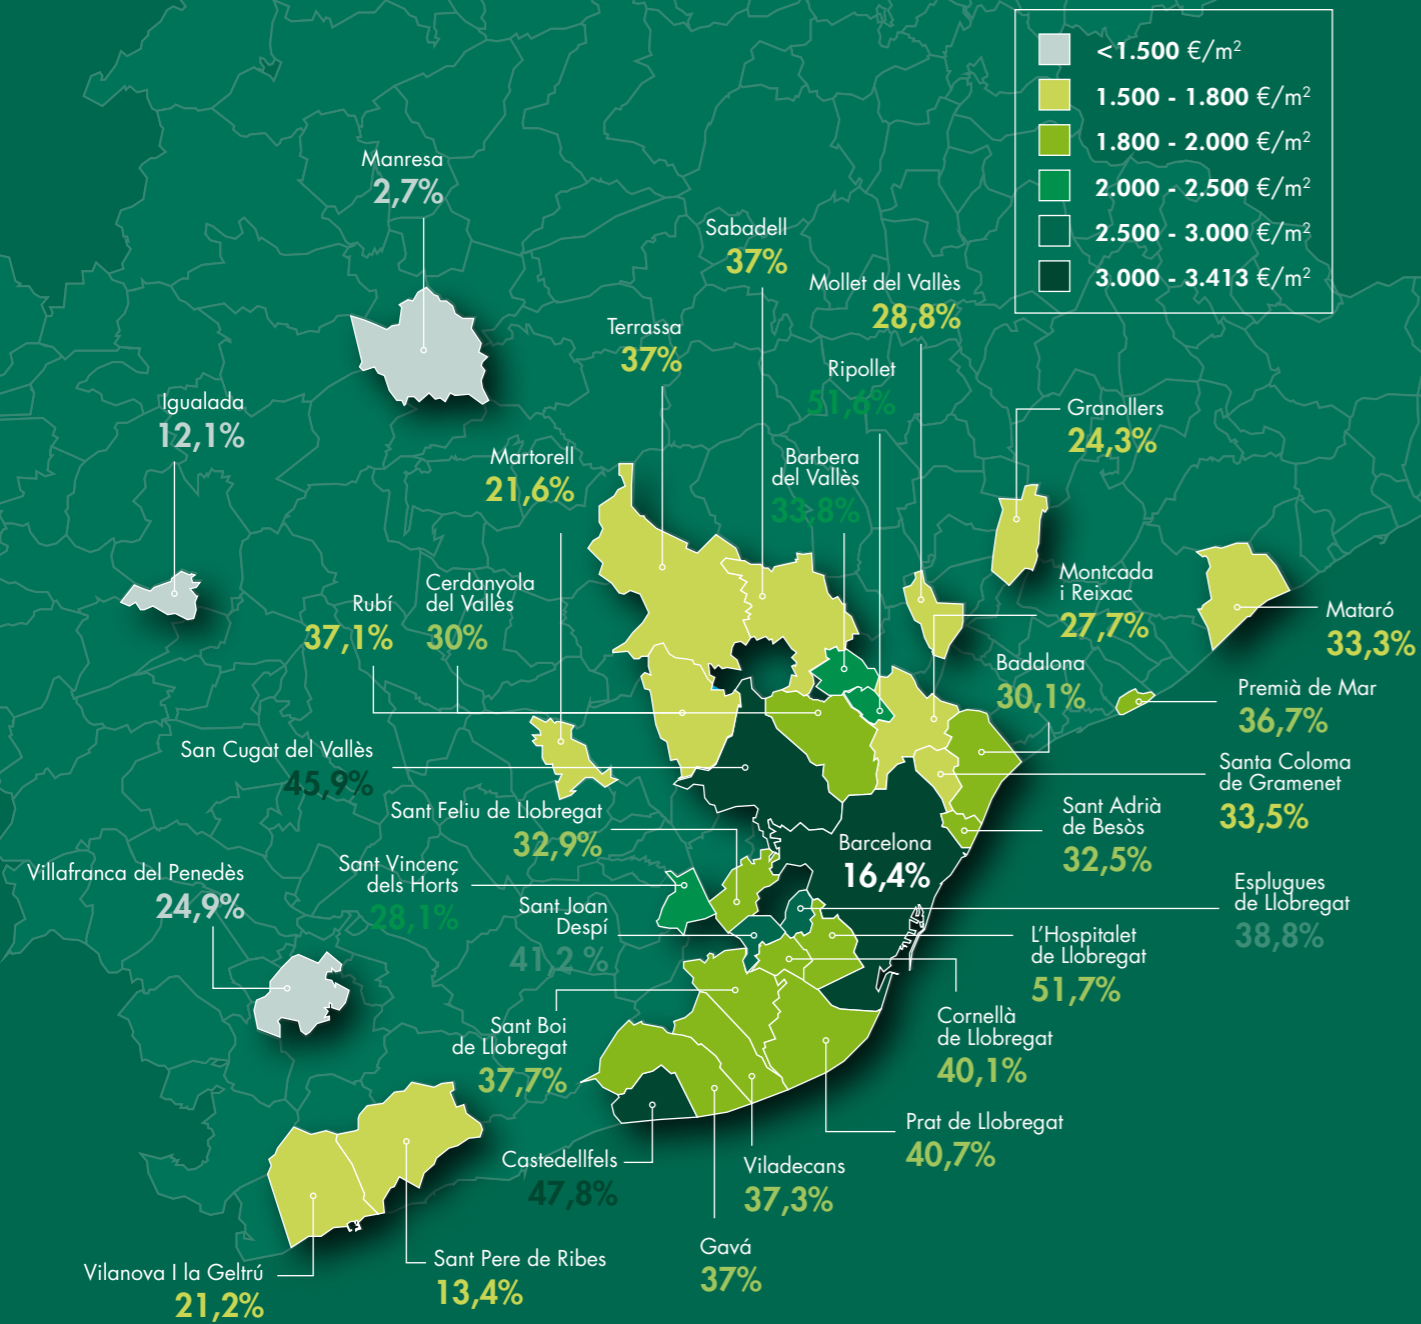 <1.500 €/m²
1.500 - 1.800 €/m²
1.800 - 2.000 €/m²
2.000 - 2.500 €/m²
2.500 - 3.000 €/m²
3.000 - 3.413 €/m²
Manresa
2,7%
Sabadell
37%
Mollet del Vallès
28,8%
Terrassa
37%
Ripollet
51,6%
Igualada
12,1%
Granollers
24,3%
Martorell
21,6%
Barbera
del Vallès
33,8%
Cerdanyola
del Vallès
30%
Rubí
37,1%
Montcada
i Reixac
27,7%
Mataró
33,3%
Badalona
30,1%
Premià de Mar
36,7%
San Cugat del Vallès
45,9%
Santa Coloma
de Gramenet
33,5%
Sant Feliu de Llobregat
32,9%
Sant Adrià
de Besòs
32,5%
Barcelona
16,4%
Villafranca del Penedès
24,9%
Sant Vincenç
dels Horts
28,1%
Esplugues
de Llobregat
38,8%
Sant Joan
Despí
41,2 %
L'Hospitalet
de Llobregat
51,7%
Sant Boi
de Llobregat
37,7%
Cornellà
de Llobregat
40,1%
Prat de Llobregat
40,7%
Castedellfels
47,8%
Viladecans
37,3%
Gavá
37%
Sant Pere de Ribes
13,4%
Vilanova I la Geltrú
21,2%